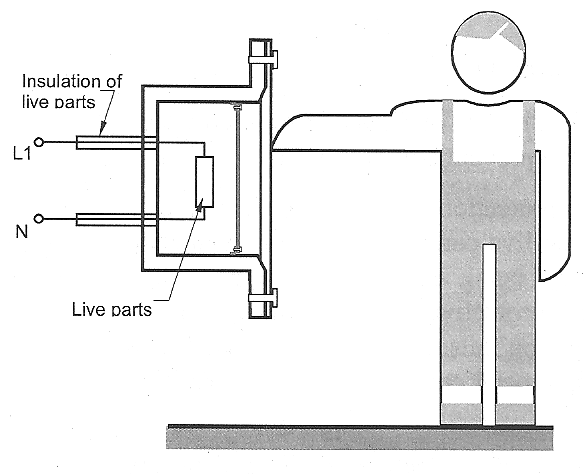 Insulation of
live parts
L1
N
Live parts